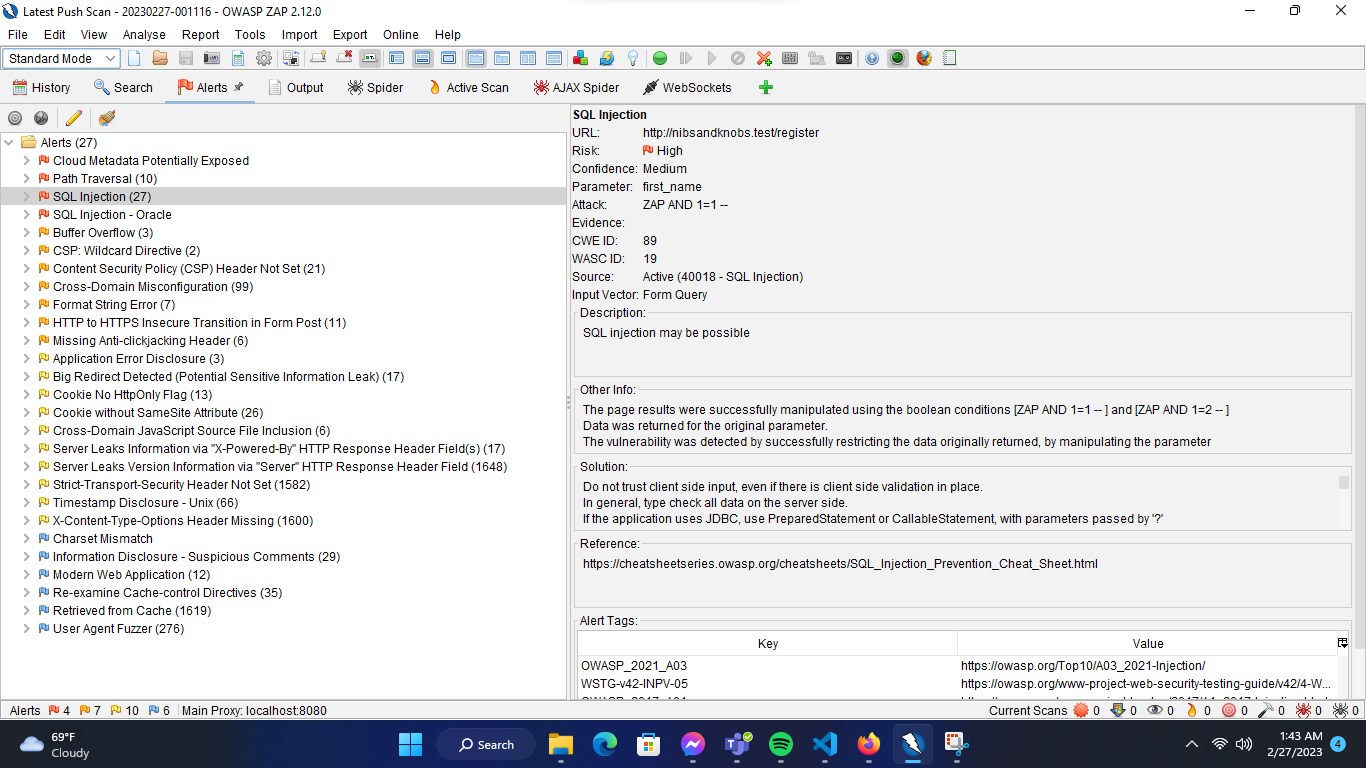 Latest Push Scan - 20230227-001116 - OWASP ZAP 2.12.0
File Edit View Analyse Report Tools Import Export Online Help
Standard Mode
History Search Alerts Output Spider Active Scan AJAX Spider WebSockets
Alerts (27)
Cloud Metadata Potentially Exposed
Path Traversal (10)
SQL Injection (27)
SQL Injection - Oracle
Buffer Overflow (3)
CSP: Wildcard Directive (2)
Content Security Policy (CSP) Header Not Set (21)
Cross-Domain Misconfiguration (99)
Format String Error (7)
HTTP to HTTPS Insecure Transition in Form Post (11)
Missing Anti-clickjacking Header (6)
Application Error Disclosure (3)
Big Redirect Detected (Potential Sensitive Information Leak) (17)
Cookie No HttpOnly Flag (13)
Cookie without SameSite Attribute (26)
Cross-Domain JavaScript Source File Inclusion (6)
Server Leaks Information via "X-Powered-By" HTTP Response Header Field(s) (17)
Server Leaks Version Information via "Server" HTTP Response Header Field (1648)
Strict-Transport-Security Header Not Set (1582)
Timestamp Disclosure - Unix (66)
X-Content-Type-Options Header Missing (1600)
Charset Mismatch
Information Disclosure - Suspicious Comments (29)
Modern Web Application (12)
Re-examine Cache-control Directives (35)
Retrieved from Cache (1619)
User Agent Fuzzer (276)
SQL Injection
URL: http://nibsandknobs.test/register
Risk: High
Confidence: Medium
Parameter: first_name
Attack: ZAP AND 1=1 --
Evidence:
CWE ID: 89
WASC ID: 19
Source: Active (40018 - SQL Injection)
Input Vector: Form Query
Description:
SQL injection may be possible
Other Info:
The page results were successfully manipulated using the boolean conditions [ZAP AND 1=1 -- ] and [ZAP AND 1=2 -- ]
Data was returned for the original parameter.
The vulnerability was detected by successfully restricting the data originally returned, by manipulating the parameter
Solution:
Do not trust client side input, even if there is client side validation in place.
In general, type check all data on the server side.
If the application uses JDBC, use PreparedStatement or CallableStatement, with parameters passed by '?'
Reference:
https://cheatsheetseries.owasp.org/cheatsheets/SQL_Injection_Prevention_Cheat_Sheet.html
Alert Tags:
Key Value
OWASP_2021_A03 https://owasp.org/Top10/A03_2021-Injection/
WSTG-v42-INPV-05 https://owasp.org/www-project-web-security-testing-guide/v42/4-W...
Alerts 4 7 10 6 Main Proxy: localhost:8080 Current Scans 0 0 0 0 0 0 0 0
69°F
Cloudy
Search
1:43 AM
2/27/2023 4